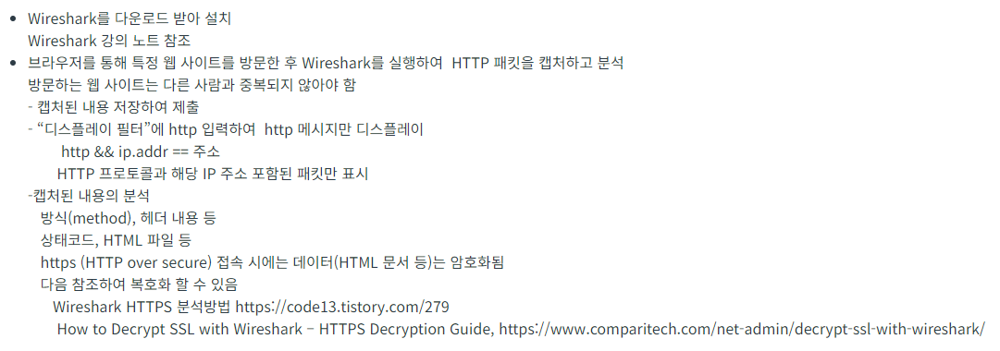 • Wireshark를 다운로드 받아 설치
Wireshark 강의 노트 참조
• 브라우저를 통해 특정 웹 사이트를 방문한 후 Wireshark를 실행하여 HTTP 패킷을 캡처하고 분석
방문하는 웹 사이트는 다른 사람과 중복되지 않아야 함
- 캡처된 내용 저장하여 제출
- “디스플레이 필터”에 http 입력하여 http 메시지만 디스플레이
http && ip.addr == 주소
HTTP 프로토콜과 해당 IP 주소 포함된 패킷만 표시
-캡처된 내용의 분석
방식(method), 헤더 내용 등
상태코드, HTML 파일 등
https (HTTP over secure) 접속 시에는 데이터(HTML 문서 등)는 암호화됨
다음 참조하여 복호화 할 수 있음
Wireshark HTTPS 분석방법 https://code13.tistory.com/279
How to Decrypt SSL with Wireshark – HTTPS Decryption Guide, https://www.comparitech.com/net-admin/decrypt-ssl-with-wireshark/